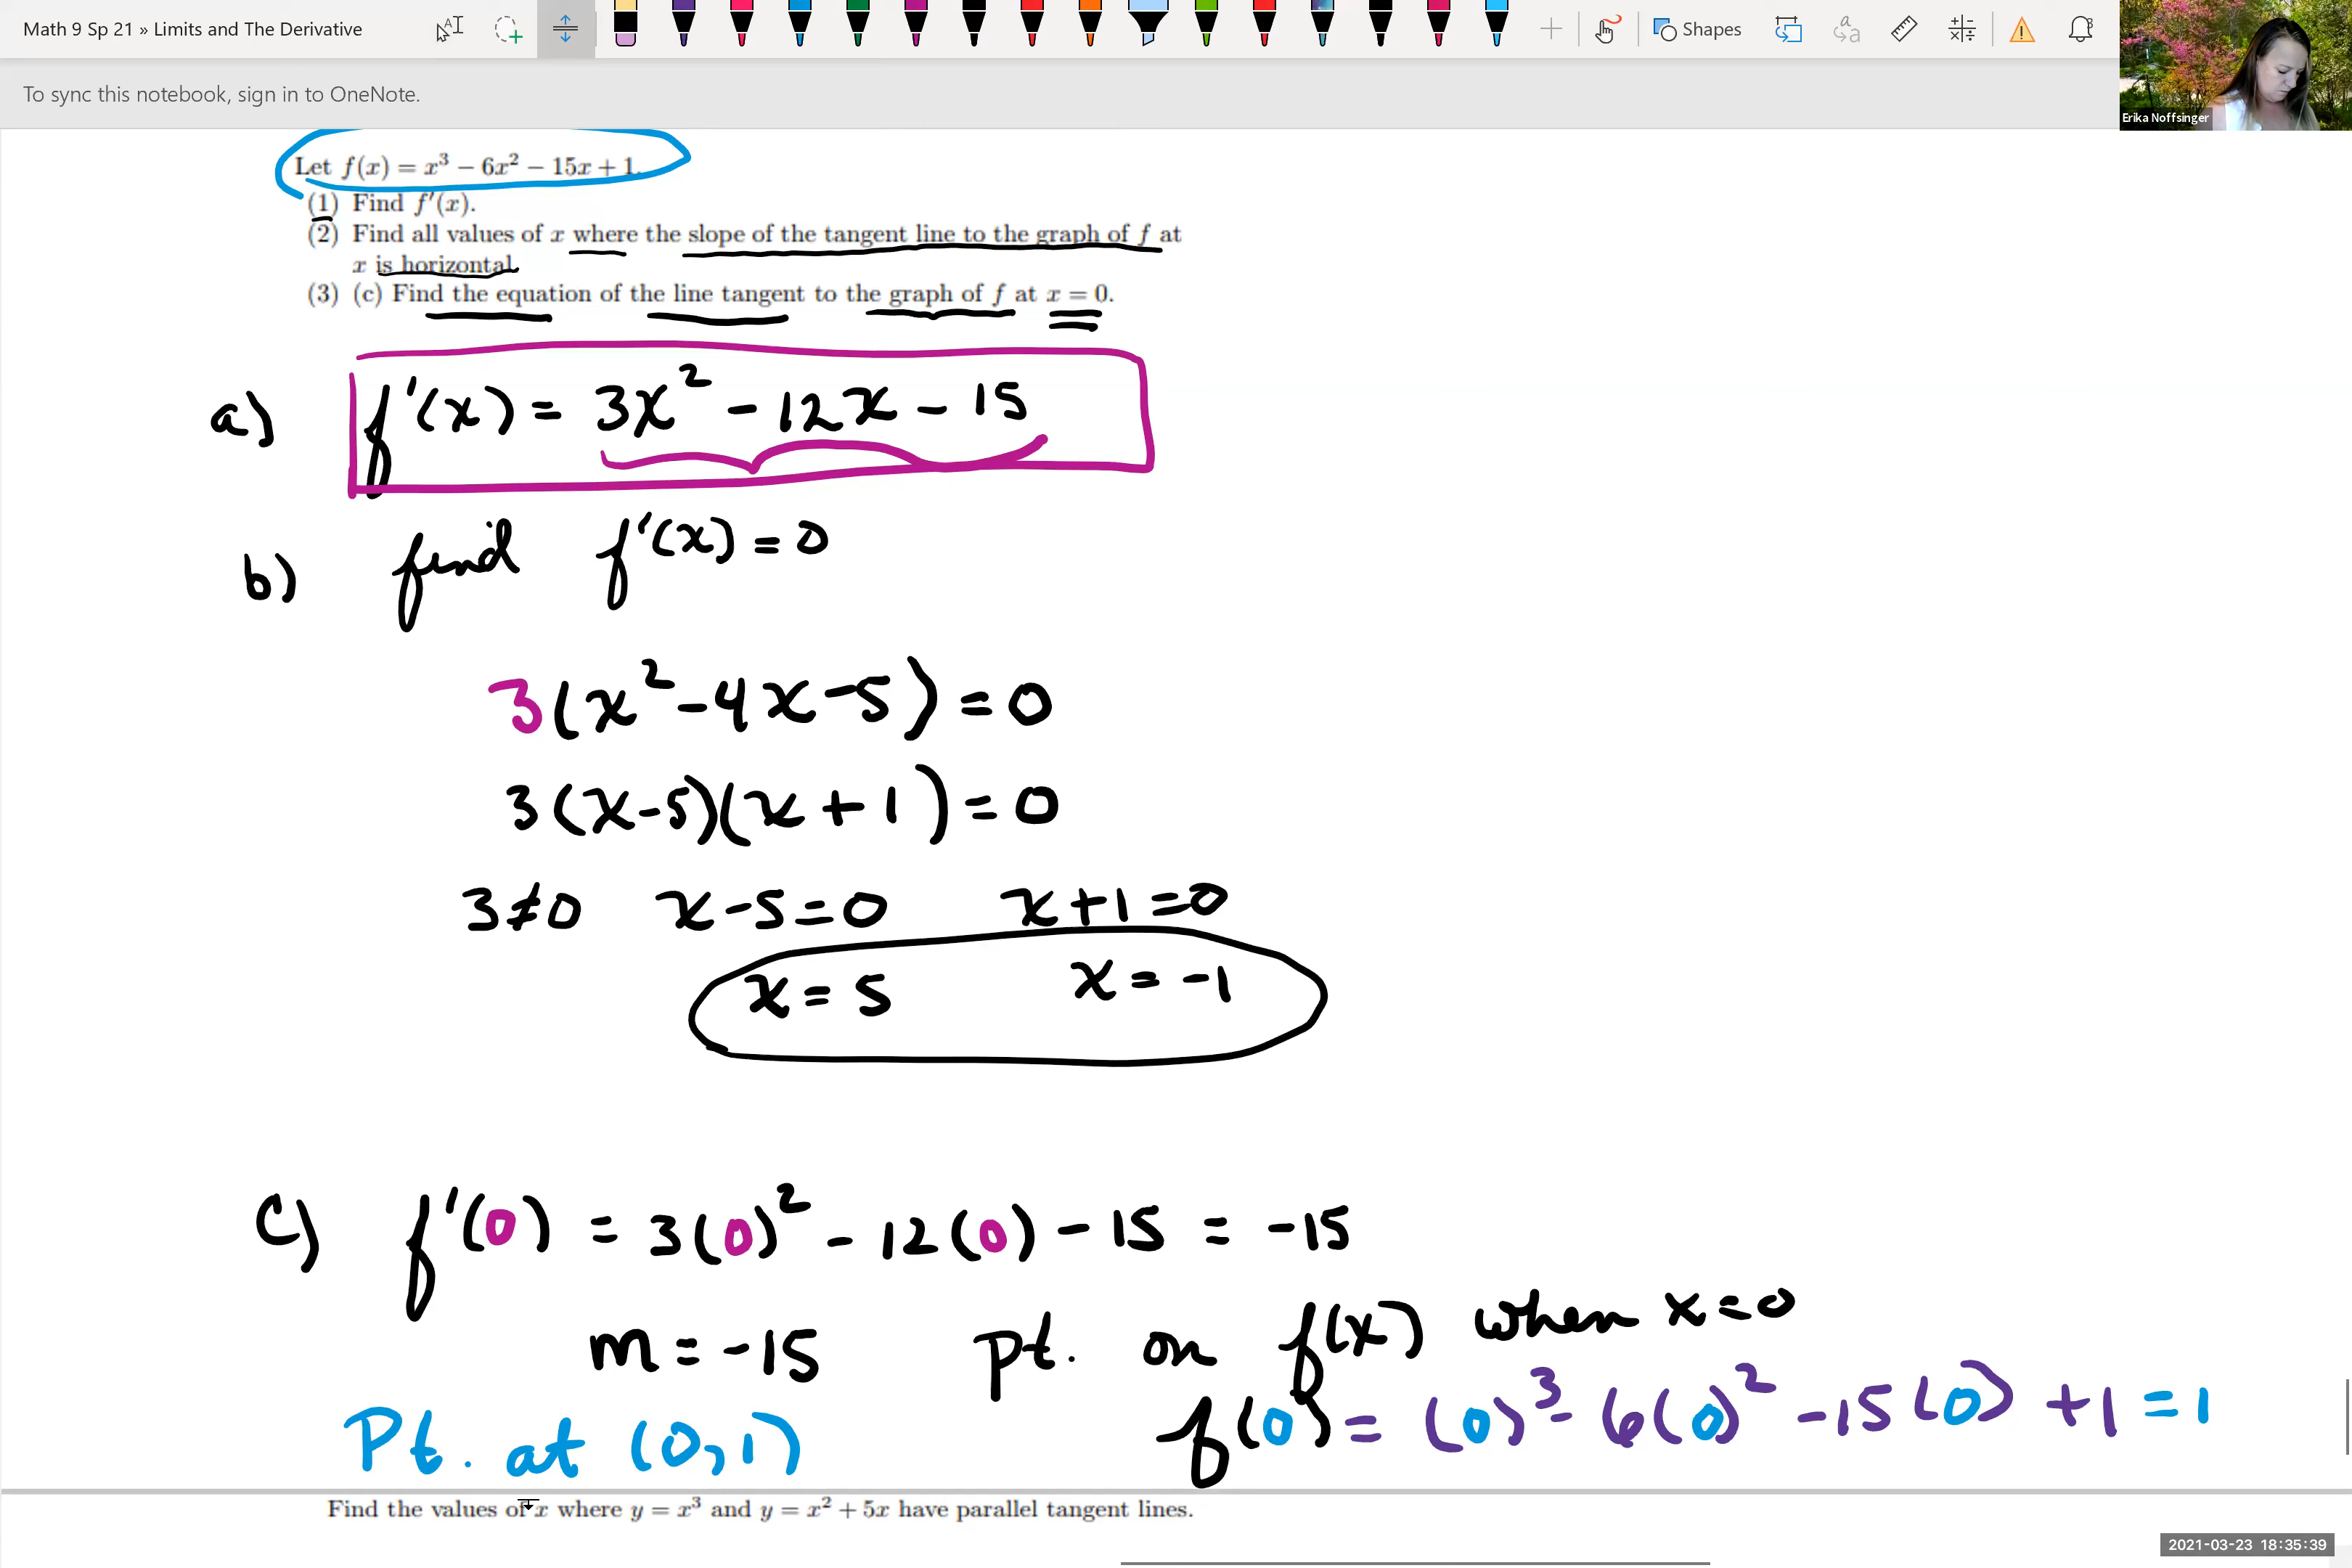 Math 9 Sp 21 » Limits and The Derivative
Shapes
To sync this notebook, sign in to OneNote.
Erika Noffsinger
Let f(x) = x³ − 6x² − 15x + 1.
(1) Find f′(x).
(2) Find all values of x where the slope of the tangent line to the graph of f at
x is horizontal.
(3) (c) Find the equation of the line tangent to the graph of f at x = 0.
a) f'(x) = 3x² - 12x - 15
b) find f'(x) = 0
3(x² - 4x - 5) = 0
3(x-5)(x+1) = 0
3≠0 x-5=0 x+1=0
x = 5 x = -1
c) f'(0) = 3(0)² - 12(0) - 15 = -15
m = -15 pt. on f(x) when x=0
Pt. at (0,1) f(0) = (0)³ - 6(0)² - 15(0) + 1 = 1
Find the values of x where y = x³ and y = x² + 5x have parallel tangent lines.
2021-03-23 18:35:39